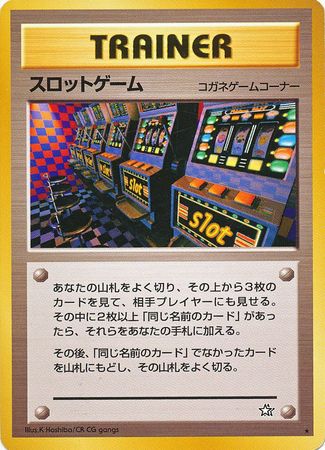 TRAINER
スロットゲーム
コガネゲームコーナー
slot
slot
あなたの山札をよく切り、その上から3枚の
カードを見て、相手プレイヤーにも見せる。
その中に2枚以上「同じ名前のカード」があっ
たら、それらをあなたの手札に加える。
その後、「同じ名前のカード」でなかったカード
を山札にもどし、その山札をよく切る。
Illus.K Hoshiba/CR CG gangs